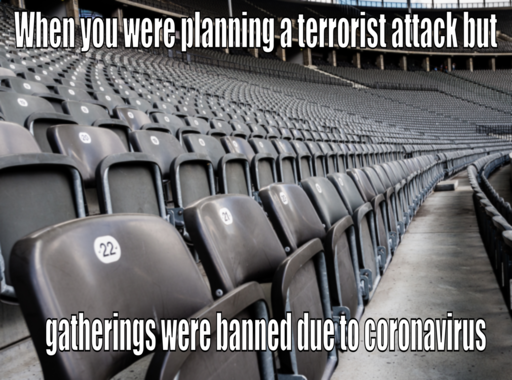 When you were planning a terrorist attack but
22
21
gatherings were banned due to coronavirus